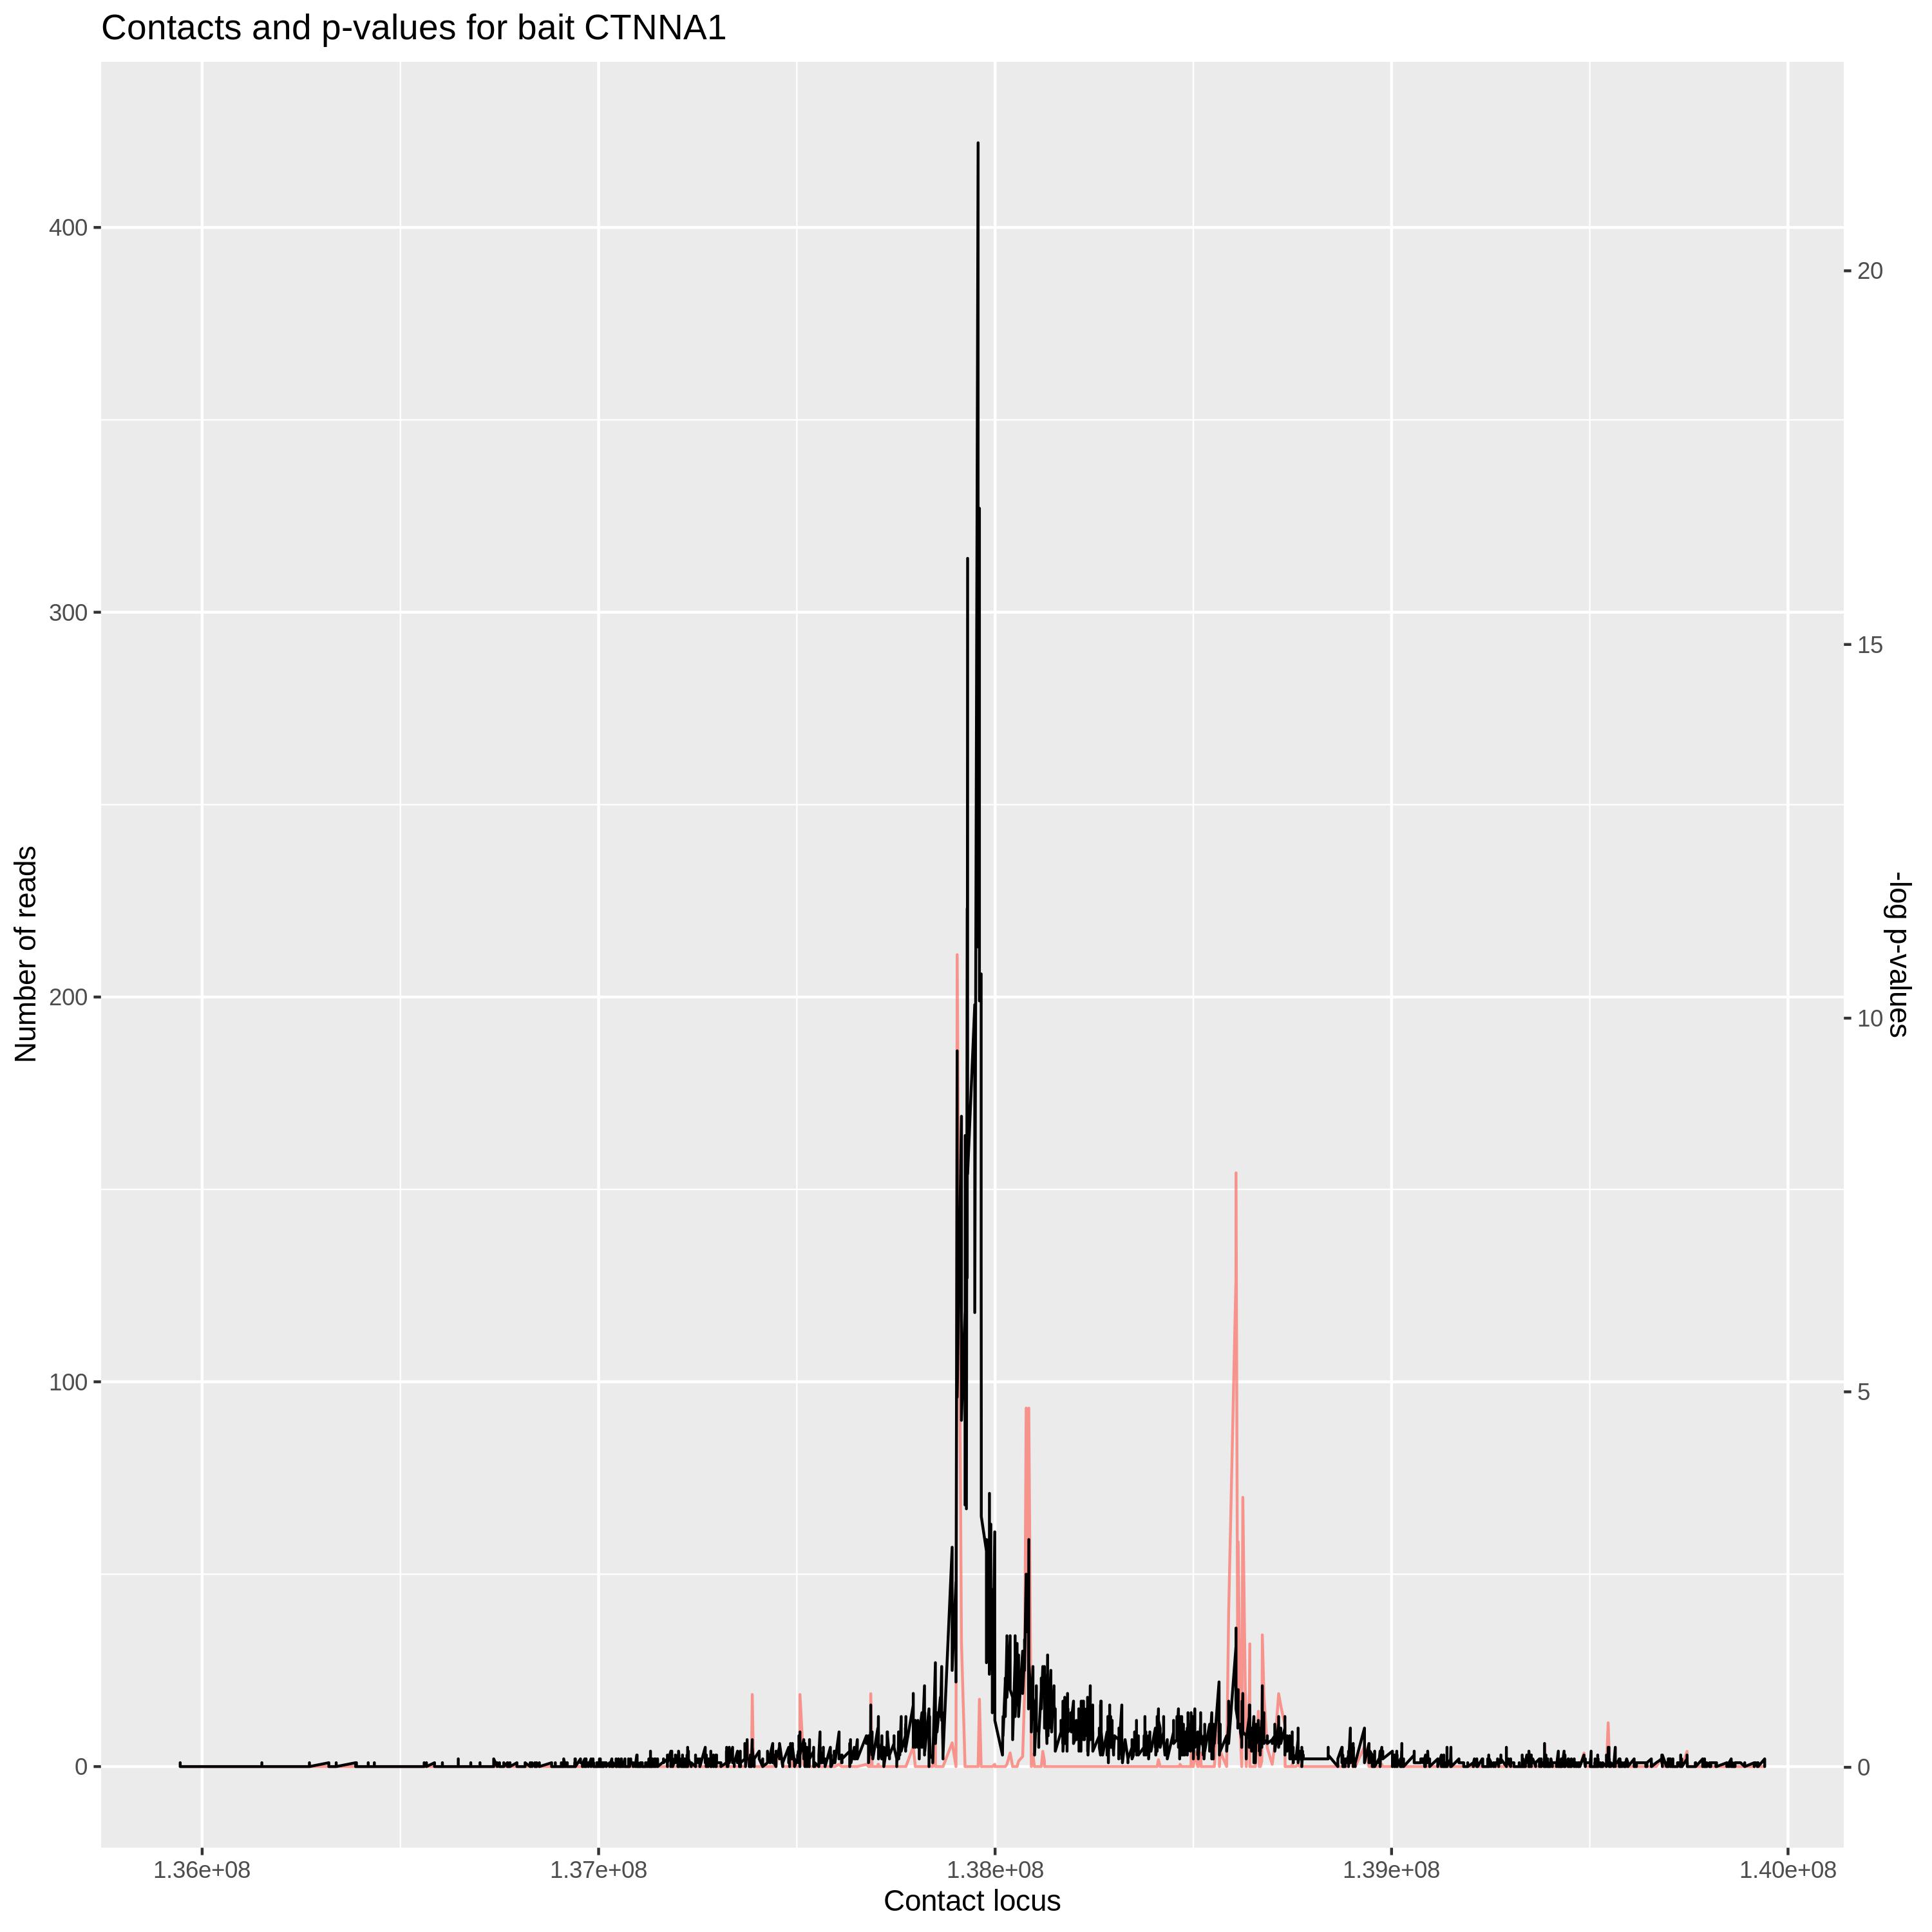 Contacts and p-values for bait CTNNA1
400
300
200
100
0
Number of reads
20
15
10
5
0
-log p-values
1.36e+08
1.37e+08
1.38e+08
1.39e+08
1.40e+08
Contact locus